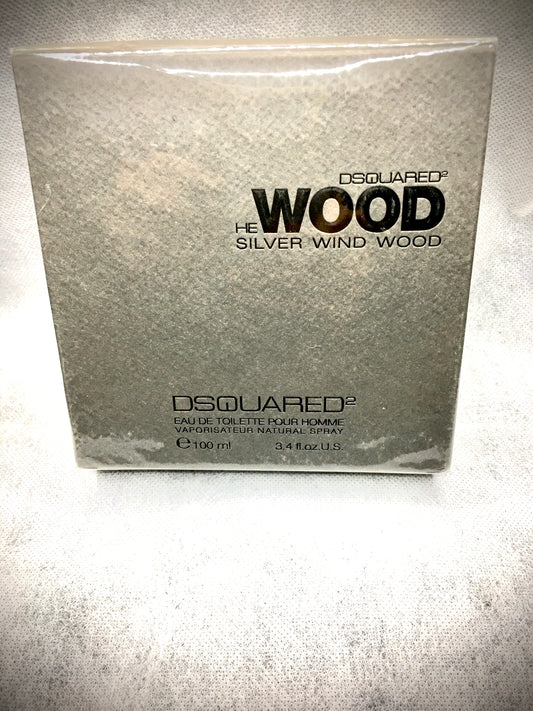 DSQUARED²
HE WOOD
SILVER WIND WOOD
DSQUARED²
EAU DE TOILETTE POUR HOMME
VAPORISATEUR NATURAL SPRAY
℮100 ml 3.4 fl.oz.U.S.